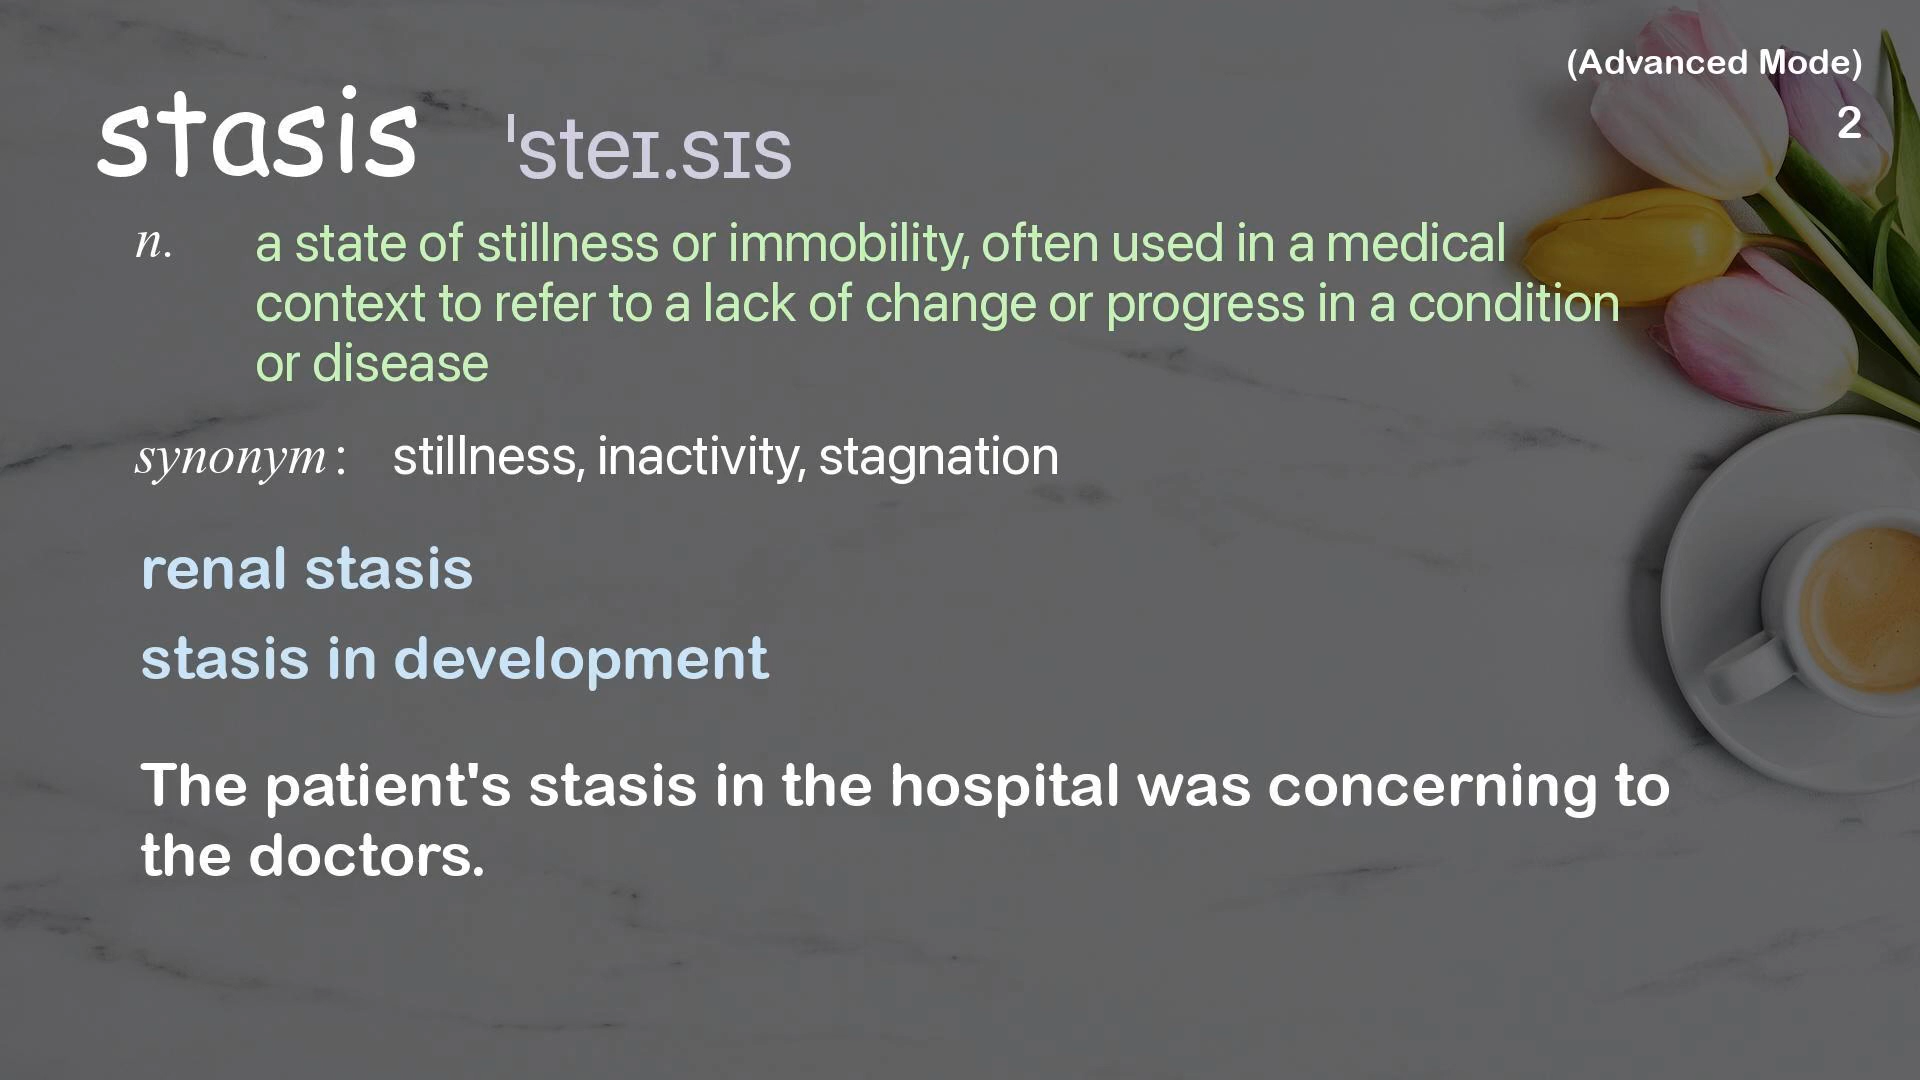 (Advanced Mode)
2
stasis ˈsteɪ.sɪs
n. a state of stillness or immobility, often used in a medical
context to refer to a lack of change or progress in a condition
or disease
synonym: stillness, inactivity, stagnation
renal stasis
stasis in development
The patient's stasis in the hospital was concerning to
the doctors.